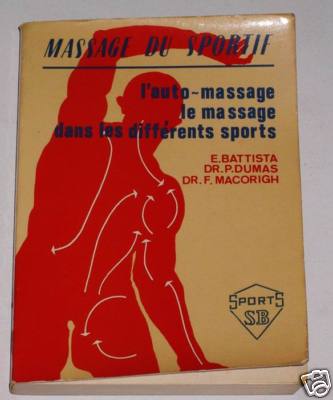 MASSAGE DU SPORTIF
l'auto-massage
le massage
dans les différents sports
E.BATTISTA
DR.P.DUMAS
DR.F.MACORIGH
SPORTS
SB